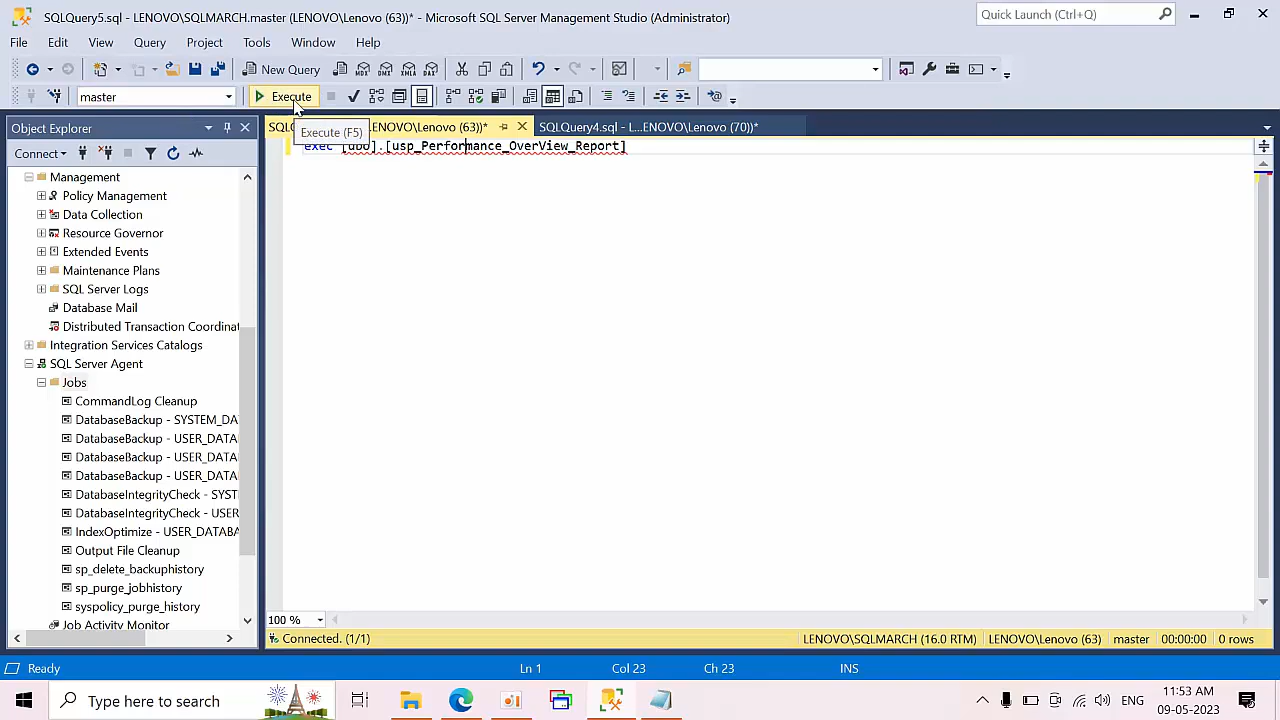 SQLQuery5.sql - LENOVO\SQLMARCH.master (LENOVO\Lenovo (63))* - Microsoft SQL Server Management Studio (Administrator)
Quick Launch (Ctrl+Q)
File Edit View Query Project Tools Window Help
New Query
MDX DMX XMLA DAX
master
Execute
Execute (F5)
Object Explorer
ENOVO\Lenovo (63))*
SQLQuery4.sql - L...ENOVO\Lenovo (70))*
exec [dbo].[usp_Performance_OverView_Report]
Connect
Management
Policy Management
Data Collection
Resource Governor
Extended Events
Maintenance Plans
SQL Server Logs
Database Mail
Distributed Transaction Coordinat
Integration Services Catalogs
SQL Server Agent
Jobs
CommandLog Cleanup
DatabaseBackup - SYSTEM_DA
DatabaseBackup - USER_DATA
DatabaseBackup - USER_DATA
DatabaseBackup - USER_DATA
DatabaseIntegrityCheck - SYST
DatabaseIntegrityCheck - USER
IndexOptimize - USER_DATABA
Output File Cleanup
sp_delete_backuphistory
sp_purge_jobhistory
syspolicy_purge_history
Job Activity Monitor
100 %
Connected. (1/1)
LENOVO\SQLMARCH (16.0 RTM) LENOVO\Lenovo (63) master 00:00:00 0 rows
Ready
Ln 1 Col 23 Ch 23 INS
Type here to search
ENG
11:53 AM
09-05-2023